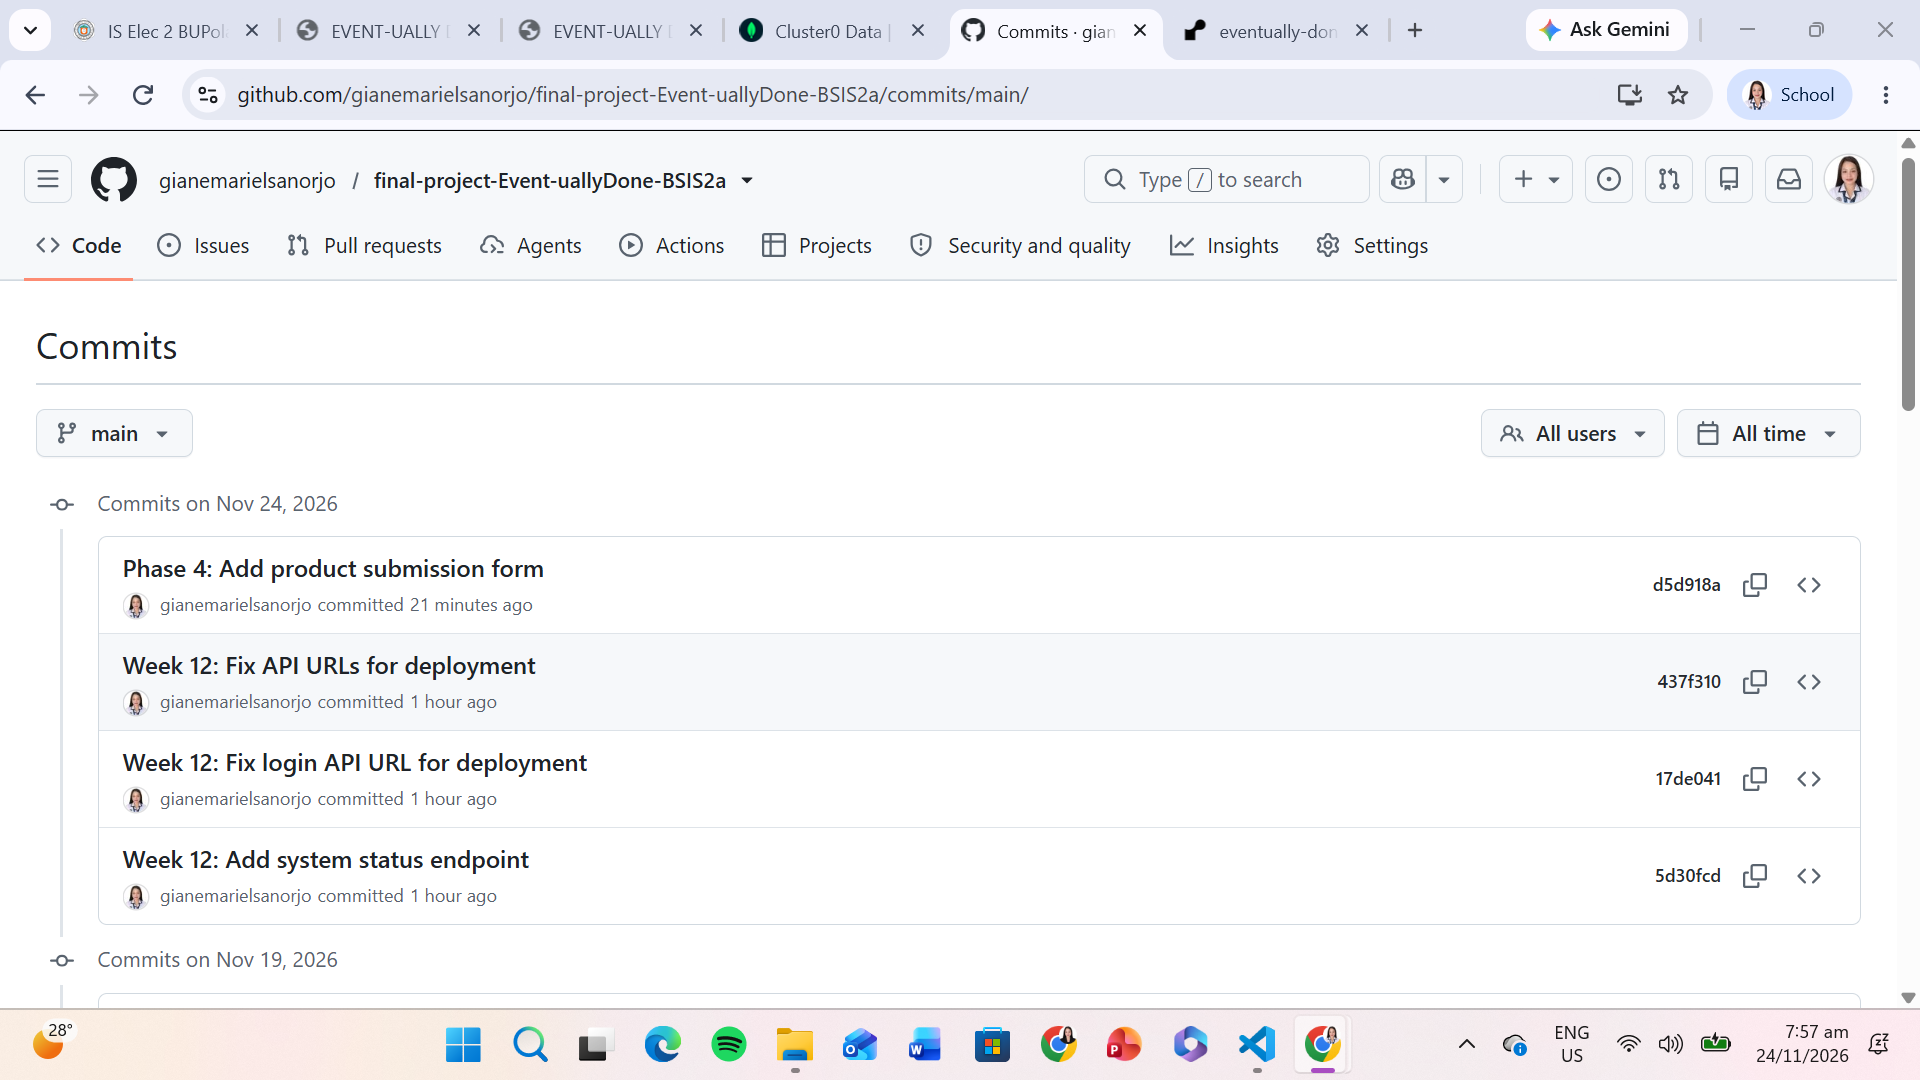 IS Elec 2 BUPol
EVENT-UALLY D
EVENT-UALLY D
Cluster0 Data |
Commits · gian
eventually-don
Ask Gemini
github.com/gianemarielsanorjo/final-project-Event-uallyDone-BSIS2a/commits/main/
School
gianemarielsanorjo / final-project-Event-uallyDone-BSIS2a
Type / to search
Code
Issues
Pull requests
Agents
Actions
Projects
Security and quality
Insights
Settings
Commits
main
All users
All time
Commits on Nov 24, 2026
Phase 4: Add product submission form
gianemarielsanorjo committed 21 minutes ago
d5d918a
Week 12: Fix API URLs for deployment
gianemarielsanorjo committed 1 hour ago
437f310
Week 12: Fix login API URL for deployment
gianemarielsanorjo committed 1 hour ago
17de041
Week 12: Add system status endpoint
gianemarielsanorjo committed 1 hour ago
5d30fcd
Commits on Nov 19, 2026
28°
ENG
US
7:57 am
24/11/2026